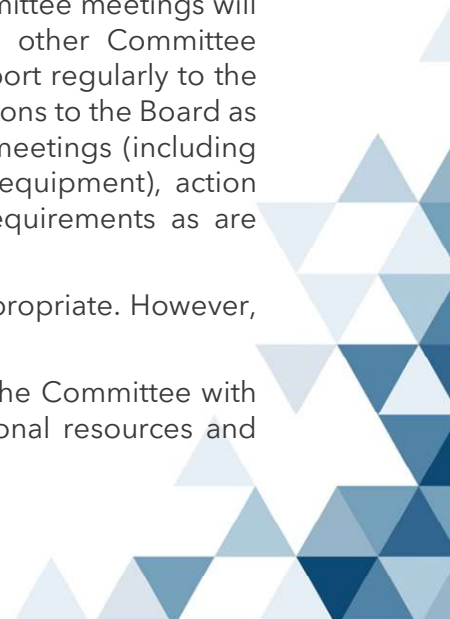 mittee meetings will
other Committee
port regularly to the
ions to the Board as
meetings (including
equipment), action
equirements as are
propriate. However,
he Committee with
onal resources and